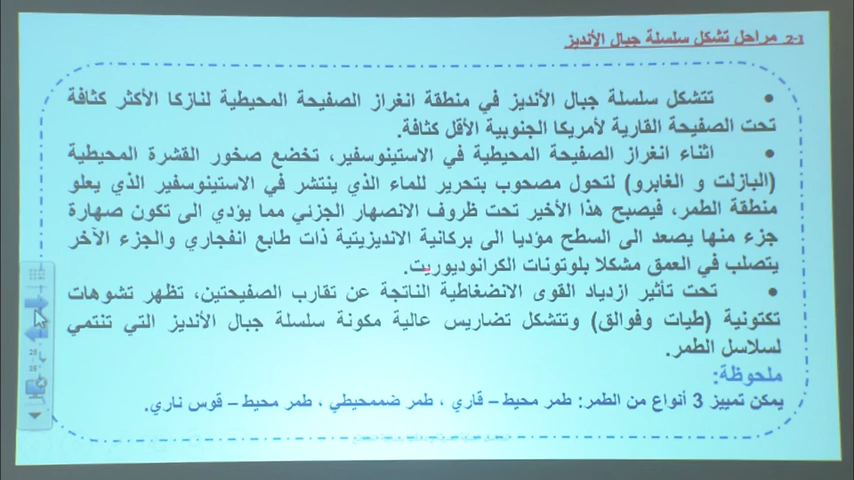 2-1 مراحل تشكل سلسلة جبال الأنديز
• تتشكل سلسلة جبال الأنديز في منطقة انغراز الصفيحة المحيطية لنازكا الأكثر كثافة
تحت الصفيحة القارية لأمريكا الجنوبية الأقل كثافة.
• اثناء انغراز الصفيحة المحيطية في الاستينوسفير، تخضع صخور القشرة المحيطية
(البازلت و الغابرو) لتحول مصحوب بتحرير للماء الذي ينتشر في الاستينوسفير الذي يعلو
منطقة الطمر، فيصبح هذا الأخير تحت ظروف الانصهار الجزئي مما يؤدي الى تكون صهارة
جزء منها يصعد الى السطح مؤديا الى بركانية الانديزيتية ذات طابع انفجاري والجزء الآخر
يتصلب في العمق مشكلا بلوتونات الكرانوديوريت.
• تحت تأثير ازدياد القوى الانضغاطية الناتجة عن تقارب الصفيحتين، تظهر تشوهات
تكتونية (طيات وفوالق) وتتشكل تضاريس عالية مكونة سلسلة جبال الأنديز التي تنتمي
لسلاسل الطمر.
ملحوظة:
يمكن تمييز 3 أنواع من الطمر: طمر محيط – قاري ، طمر ضممحيطي ، طمر محيط – قوس ناري.